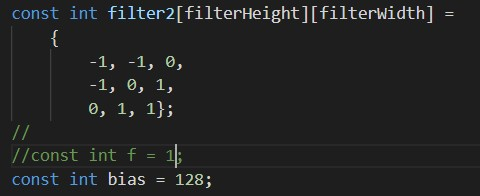 const int filter2[filterHeight][filterWidth] =
{
-1, -1, 0,
-1, 0, 1,
0, 1, 1};
//
//const int f = 1;
const int bias = 128;